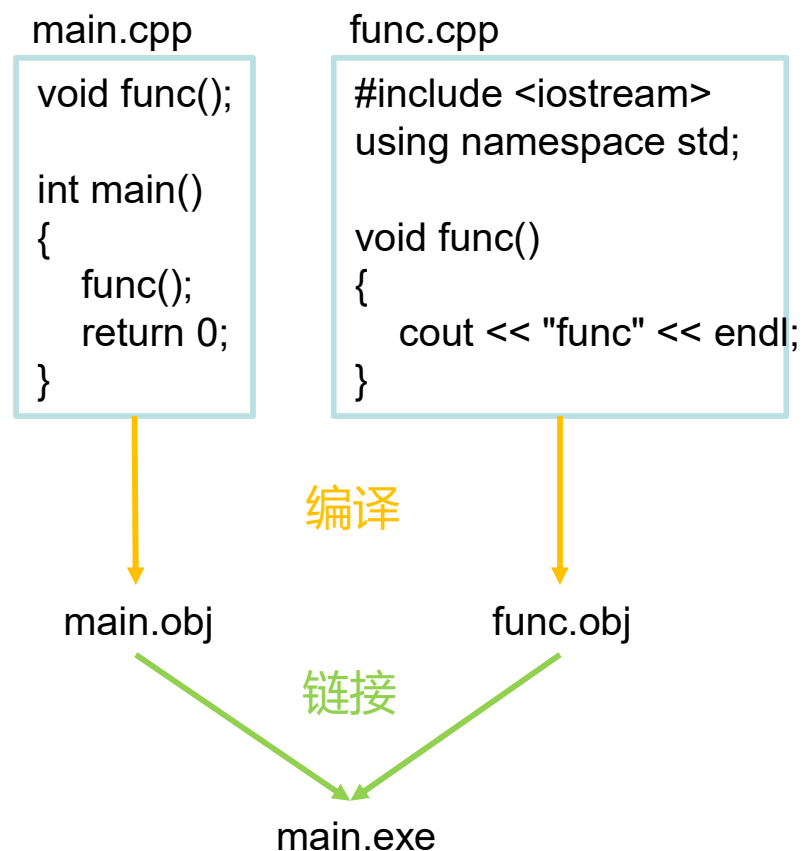 main.cpp
void func();
int main()
{
func();
return 0;
}
func.cpp
#include <iostream>
using namespace std;
void func()
{
cout << "func" << endl;
}
编译
main.obj
func.obj
链接
main.exe